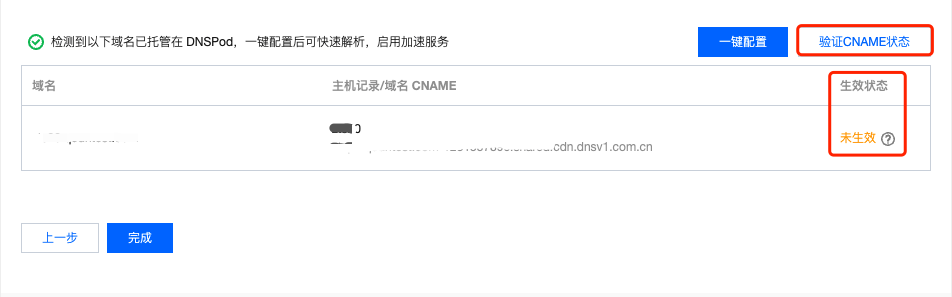 检测到以下域名已托管在 DNSPod，一键配置后可快速解析，启用加速服务
一键配置
验证CNAME状态
域名
主机记录/域名 CNAME
生效状态
未生效
cdn.dnsv1.com.cn
上一步
完成